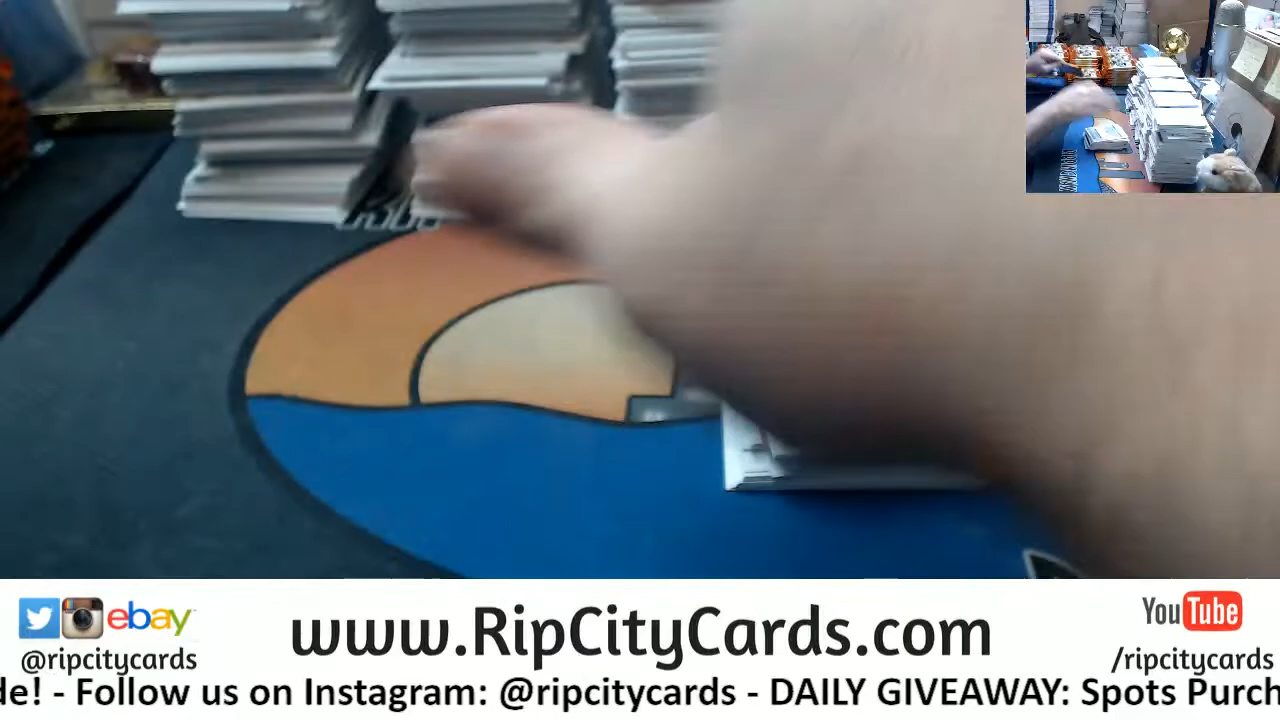 ebay
www.RipCityCards.com
YouTube
@ripcitycards
/ripcitycards
de! - Follow us on Instagram: @ripcitycards - DAILY GIVEAWAY: Spots Purch